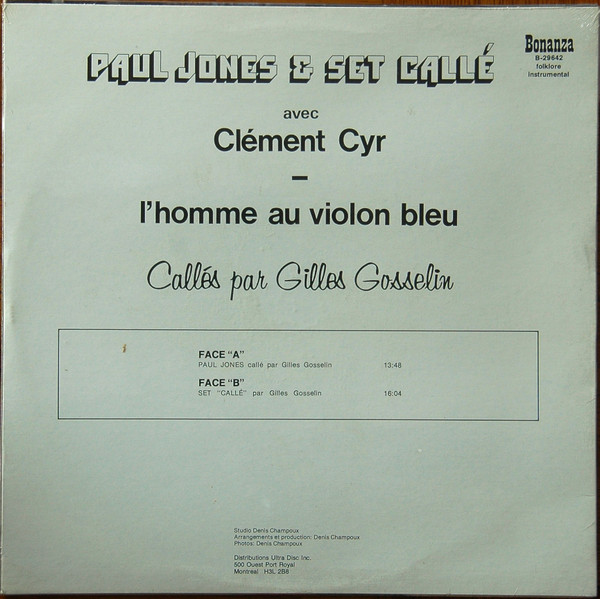 PAUL JONES & SET CALLÉ
Bonanza
B-29642
folklore
instrumental
avec
Clément Cyr
–
l'homme au violon bleu
Callés par Gilles Gosselin
FACE "A"
PAUL JONES callé par Gilles Gosselin 13:48
FACE "B"
SET "CALLÉ" par Gilles Gosselin 16:04
Studio Denis Champoux
Arrangements et production: Denis Champoux
Photos: Denis Champoux
Distributions Ultra Disc Inc.
500 Ouest Port Royal
Montréal H3L 2B8